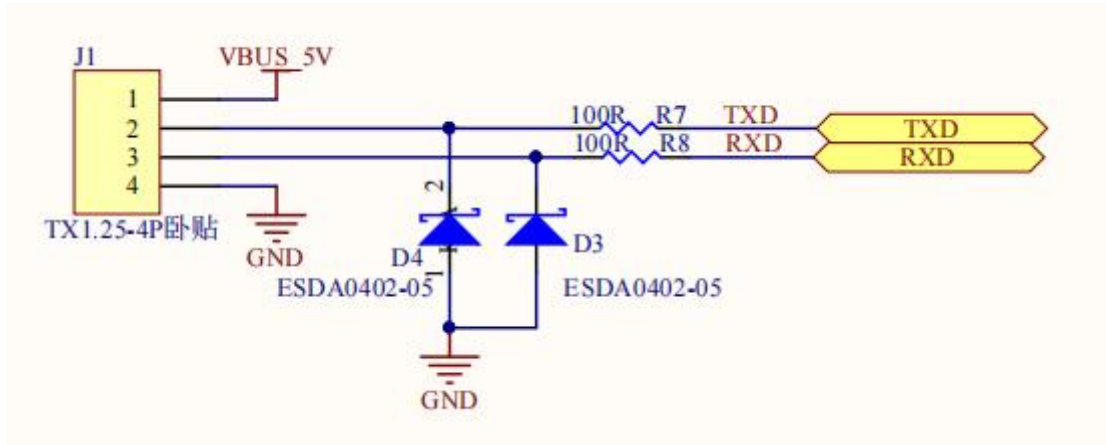 J1
VBUS_5V
1
2
3
4
100R R7 TXD
TXD
100R R8 RXD
RXD
TX1.25-4P卧贴
GND
2
1
D4
D3
ESDA0402-05
ESDA0402-05
GND